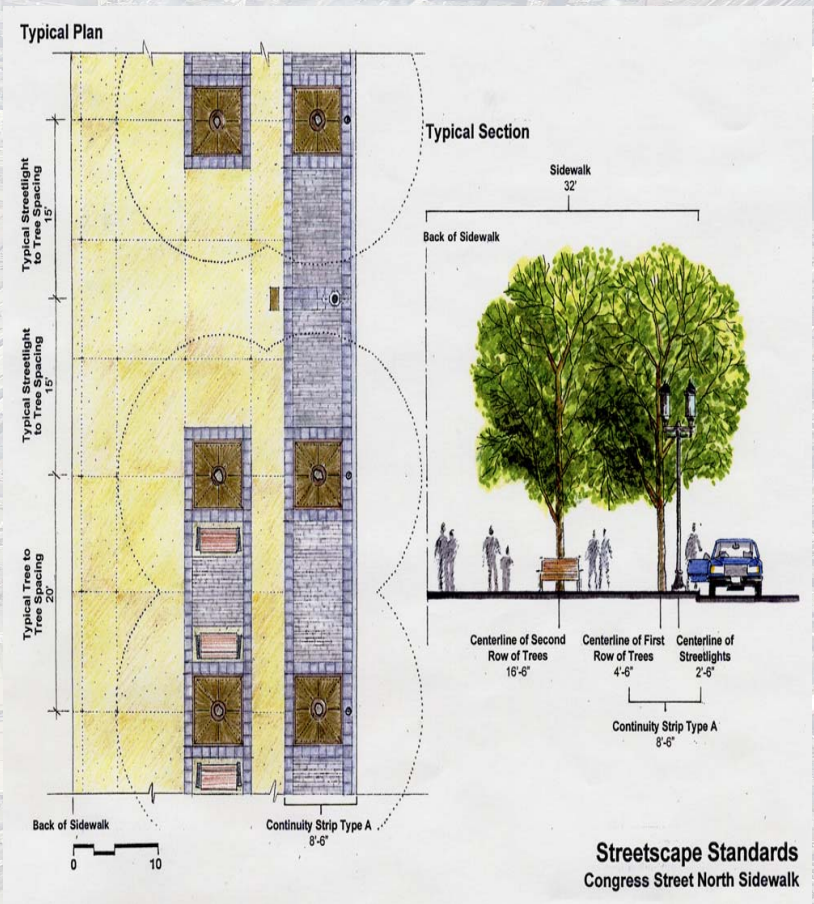 Typical Plan
Typical Streetlight
to Tree Spacing
15'
Typical Streetlight
to Tree Spacing
15'
Typical Tree to
Tree Spacing
20'
Back of Sidewalk
0
10
Continuity Strip Type A
8'-6"
Typical Section
Sidewalk
32'
Back of Sidewalk
Centerline of Second
Row of Trees
16'-6"
Centerline of First
Row of Trees
4'-6"
Centerline of
Streetlights
2'-6"
Continuity Strip Type A
8'-6"
Streetscape Standards
Congress Street North Sidewalk